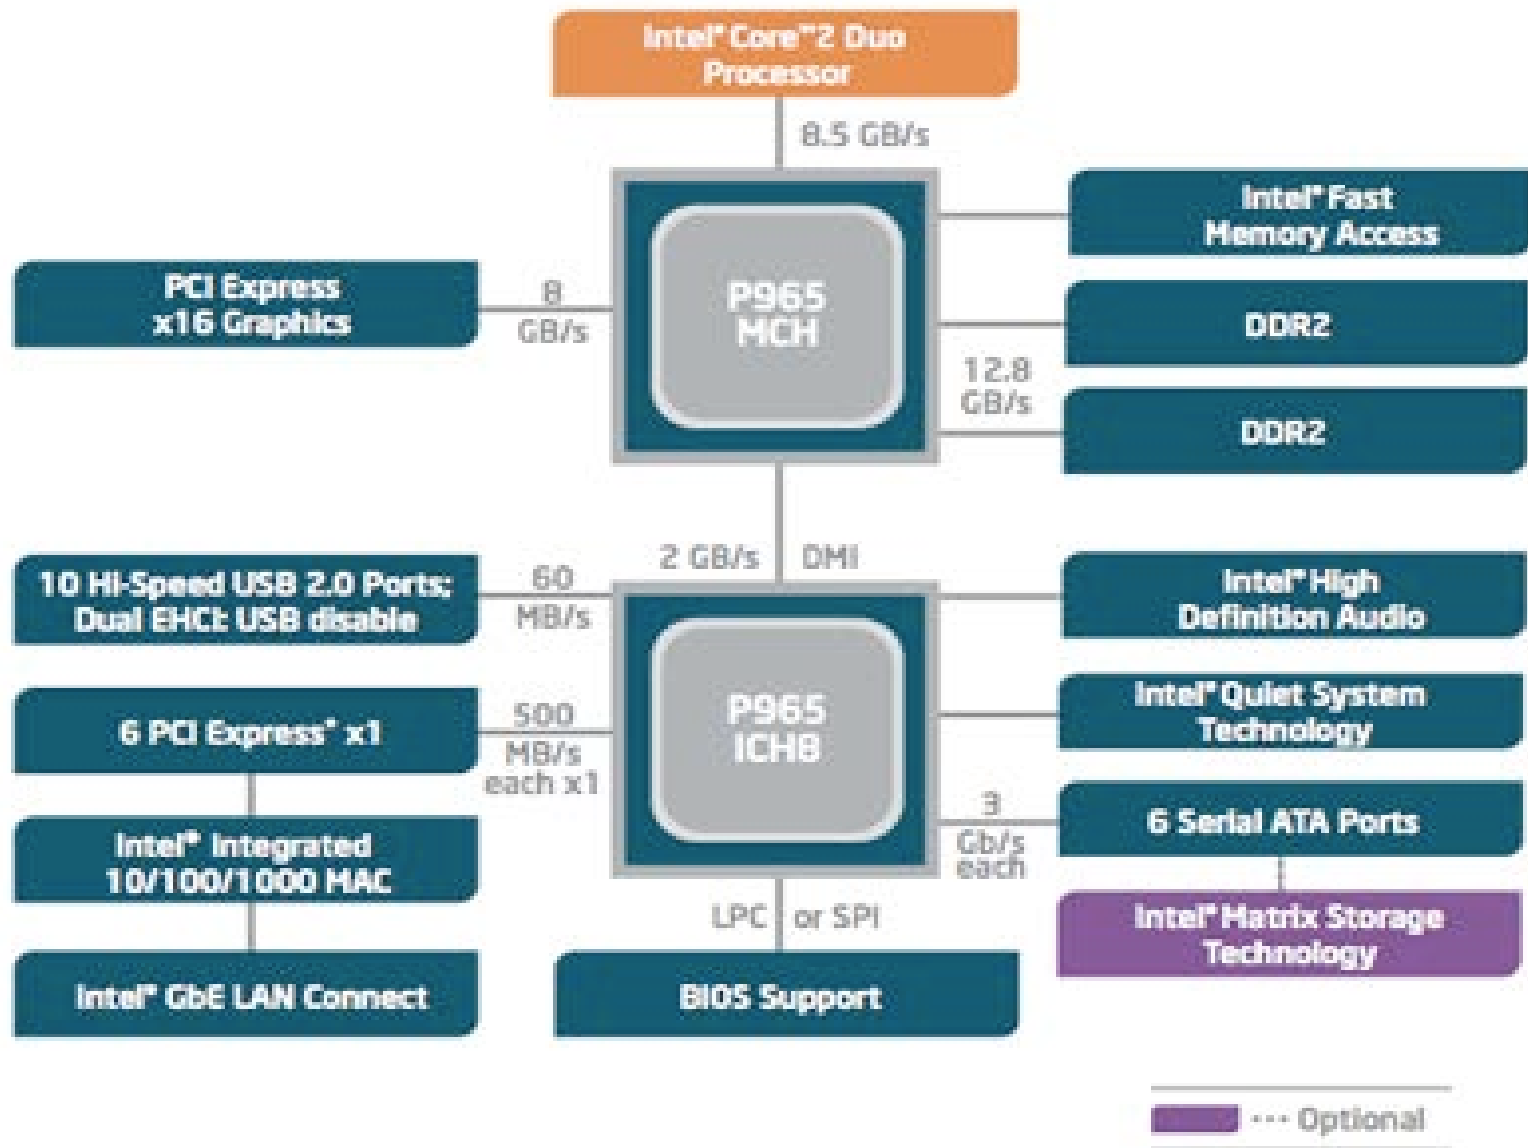 Intel® Core™2 Duo
Processor
8.5 GB/s
Intel® Fast
Memory Access
PCI Express
x16 Graphics
8
GB/s
P965
MCH
DDR2
12.8
GB/s
DDR2
2 GB/s
DMI
10 Hi-Speed USB 2.0 Ports;
Dual EHCI: USB disable
60
MB/s
Intel® High
Definition Audio
6 PCI Express* x1
500
MB/s
each x1
P965
ICH8
Intel® Quiet System
Technology
3
Gb/s
each
6 Serial ATA Ports
Intel® Integrated
10/100/1000 MAC
LPC or SPI
Intel® Matrix Storage
Technology
Intel® GbE LAN Connect
BIOS Support
--- Optional